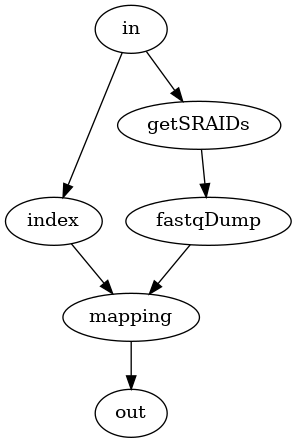 in
getSRAIDs
index
fastqDump
mapping
out